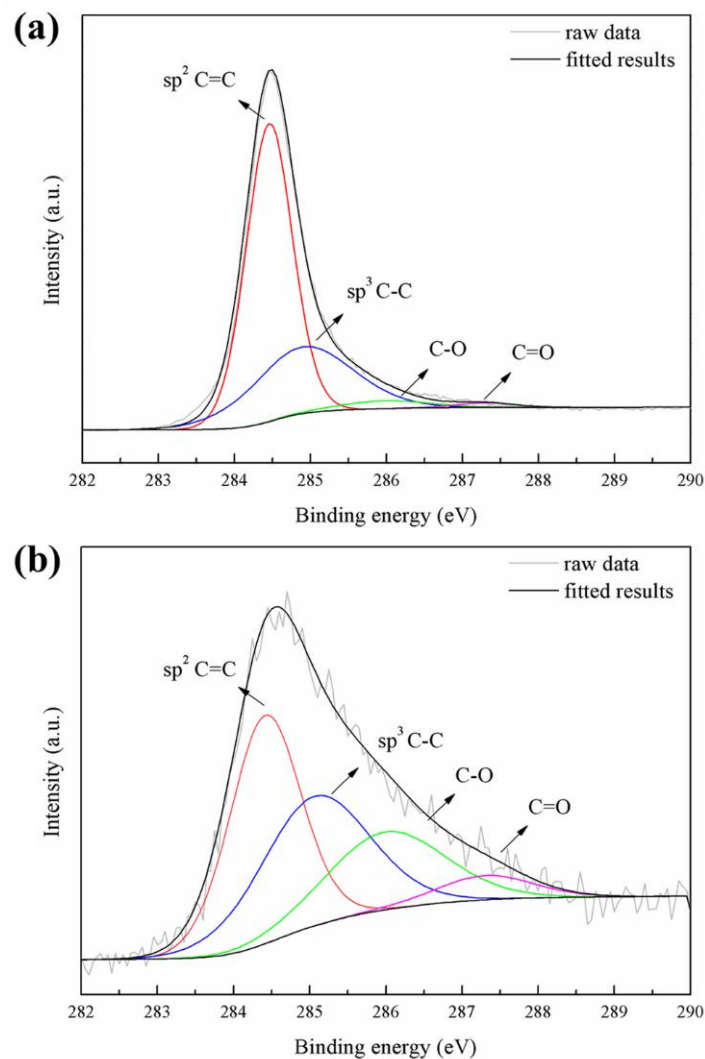 (a)
raw data
fitted results
sp² C=C
sp³ C-C
C-O
C=O
Intensity (a.u.)
282 283 284 285 286 287 288 289 290
Binding energy (eV)
(b)
raw data
fitted results
sp² C=C
sp³ C-C
C-O
C=O
Intensity (a.u.)
282 283 284 285 286 287 288 289 290
Binding energy (eV)